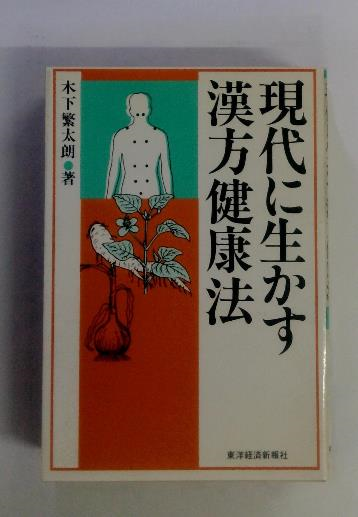 現代に生かす
漢方健康法
木下繁太朗●著
東洋経済新報社